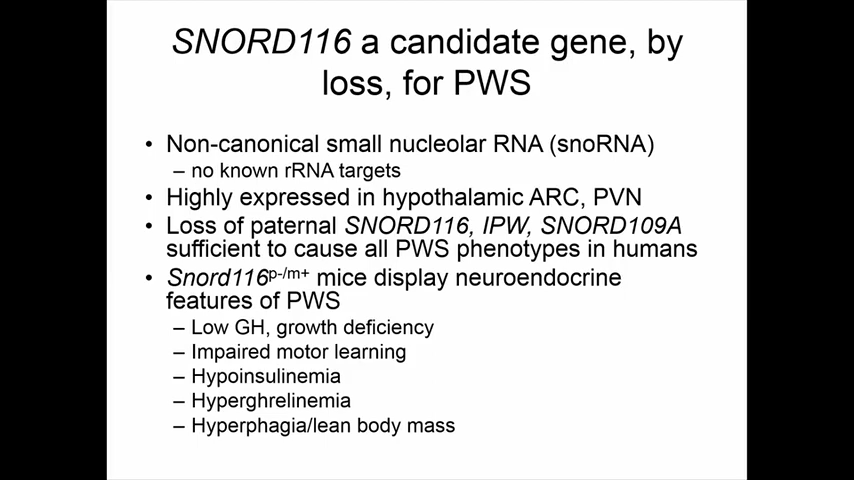 SNORD116 a candidate gene, by
loss, for PWS
• Non-canonical small nucleolar RNA (snoRNA)
– no known rRNA targets
• Highly expressed in hypothalamic ARC, PVN
• Loss of paternal SNORD116, IPW, SNORD109A
sufficient to cause all PWS phenotypes in humans
• Snord116p-/m+ mice display neuroendocrine
features of PWS
– Low GH, growth deficiency
– Impaired motor learning
– Hypoinsulinemia
– Hyperghrelinemia
– Hyperphagia/lean body mass